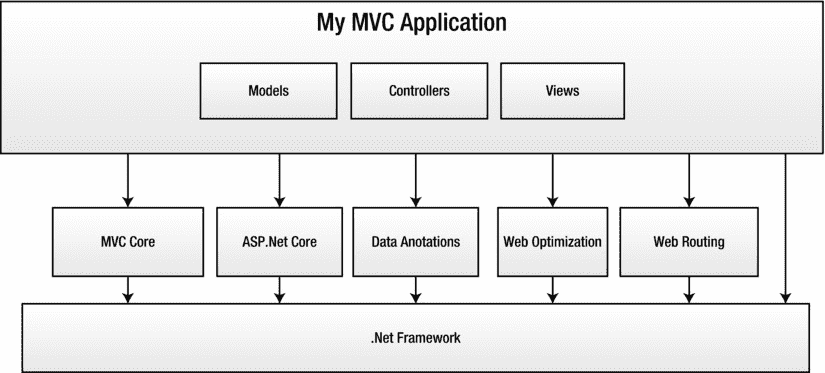 My MVC Application
Models
Controllers
Views
MVC Core
ASP.Net Core
Data Anotations
Web Optimization
Web Routing
.Net Framework